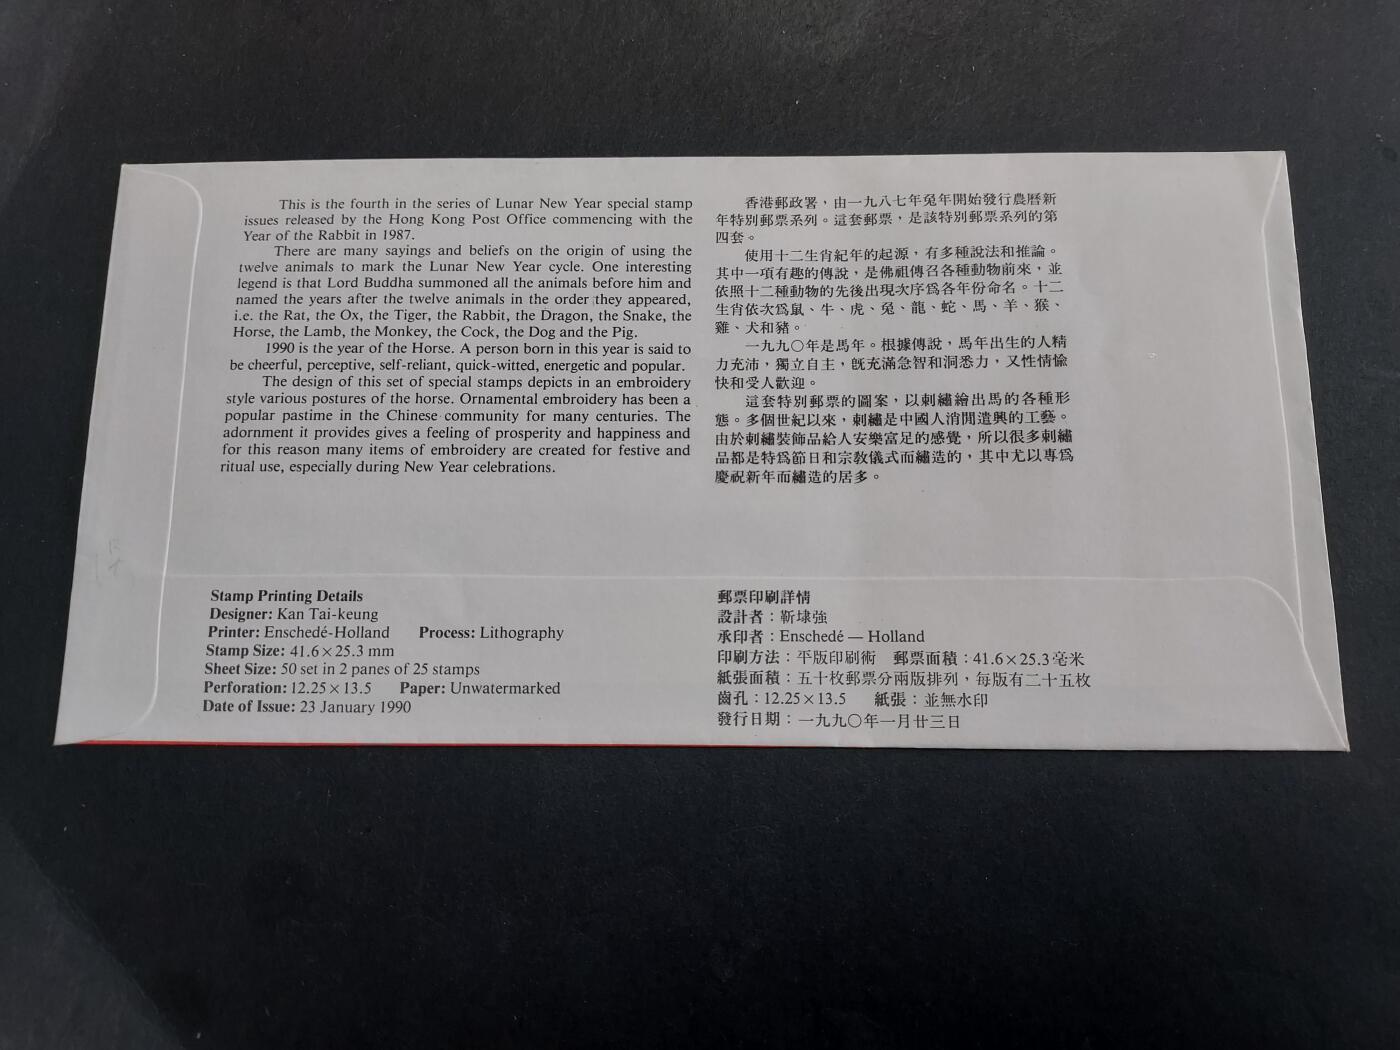 This is the fourth in the series of Lunar New Year special stamp
issues released by the Hong Kong Post Office commencing with the
Year of the Rabbit in 1987.
There are many sayings and beliefs on the origin of using the
twelve animals to mark the Lunar New Year cycle. One interesting
legend is that Lord Buddha summoned all the animals before him and
named the years after the twelve animals in the order they appeared,
i.e. the Rat, the Ox, the Tiger, the Rabbit, the Dragon, the Snake, the
Horse, the Lamb, the Monkey, the Cock, the Dog and the Pig.
1990 is the year of the Horse. A person born in this year is said to
be cheerful, perceptive, self-reliant, quick-witted, energetic and popular.
The design of this set of special stamps depicts in an embroidery
style various postures of the horse. Ornamental embroidery has been a
popular pastime in the Chinese community for many centuries. The
adornment it provides gives a feeling of prosperity and happiness and
for this reason many items of embroidery are created for festive and
ritual use, especially during New Year celebrations.
香港郵政署，由一九八七年兔年開始發行農曆新
年特別郵票系列。這套郵票，是該特別郵票系列的第
四套。
使用十二生肖紀年的起源，有多種說法和推論。
其中一項有趣的傳說，是佛祖傳召各種動物前來，並
依照十二種動物的先後出現次序爲各年份命名。十二
生肖依次爲鼠、牛、虎、兔、龍、蛇、馬、羊、猴、
雞、犬和豬。
一九九〇年是馬年。根據傳說，馬年出生的人精
力充沛，獨立自主，既充滿急智和洞悉力，又性情愉
快和受人歡迎。
這套特別郵票的圖案，以刺繡繪出馬的各種形
態。多個世紀以來，刺繡是中國人消閒遣興的工藝。
由於刺繡裝飾品給人安樂富足的感覺，所以很多刺繡
品都是特爲節日和宗教儀式而繡造的，其中尤以專爲
慶祝新年而繡造的居多。
Stamp Printing Details
Designer: Kan Tai-keung
Printer: Enschedé-Holland Process: Lithography
Stamp Size: 41.6×25.3 mm
Sheet Size: 50 set in 2 panes of 25 stamps
Perforation: 12.25×13.5 Paper: Unwatermarked
Date of Issue: 23 January 1990
郵票印刷詳情
設計者：靳埭強
承印者：Enschedé — Holland
印刷方法：平版印刷術 郵票面積：41.6×25.3毫米
紙張面積：五十枚郵票分兩版排列，每版有二十五枚
齒孔：12.25×13.5 紙張：並無水印
發行日期：一九九〇年一月廿三日